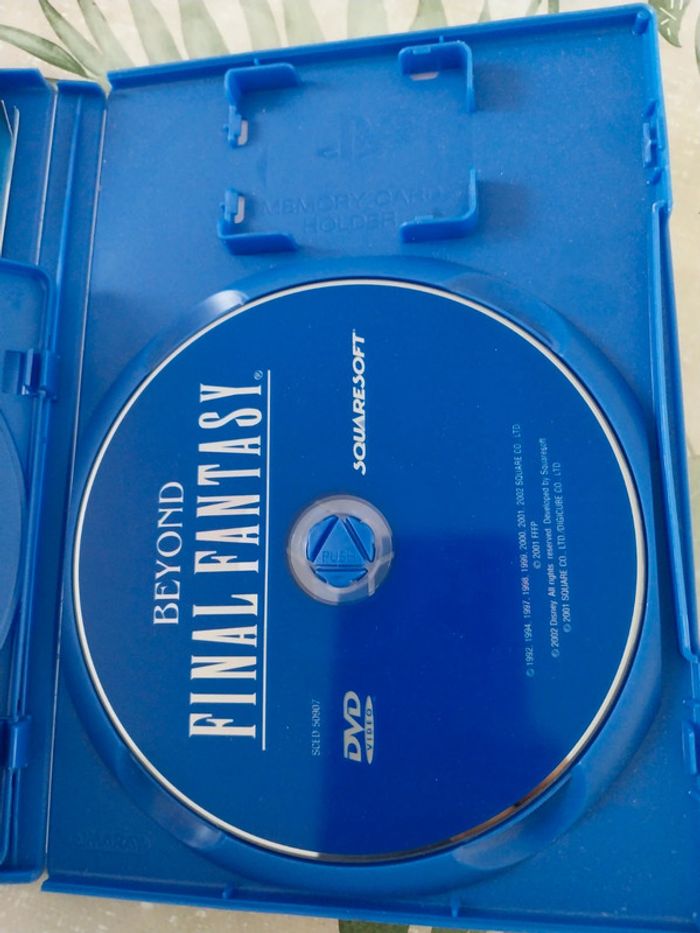 MEMORY CARD
HOLDER
BEYOND
FINAL FANTASY®
SQUARESOFT
PUSH
SCED 50907
DVD
VIDEO
© 1992, 1994, 1997, 1998, 1999, 2000, 2001, 2002 SQUARE CO., LTD.
© 2001 FFFP
© 2002 Disney. All rights reserved. Developed by Squaresoft
© 2001 SQUARE CO., LTD./DIGICUBE CO., LTD.